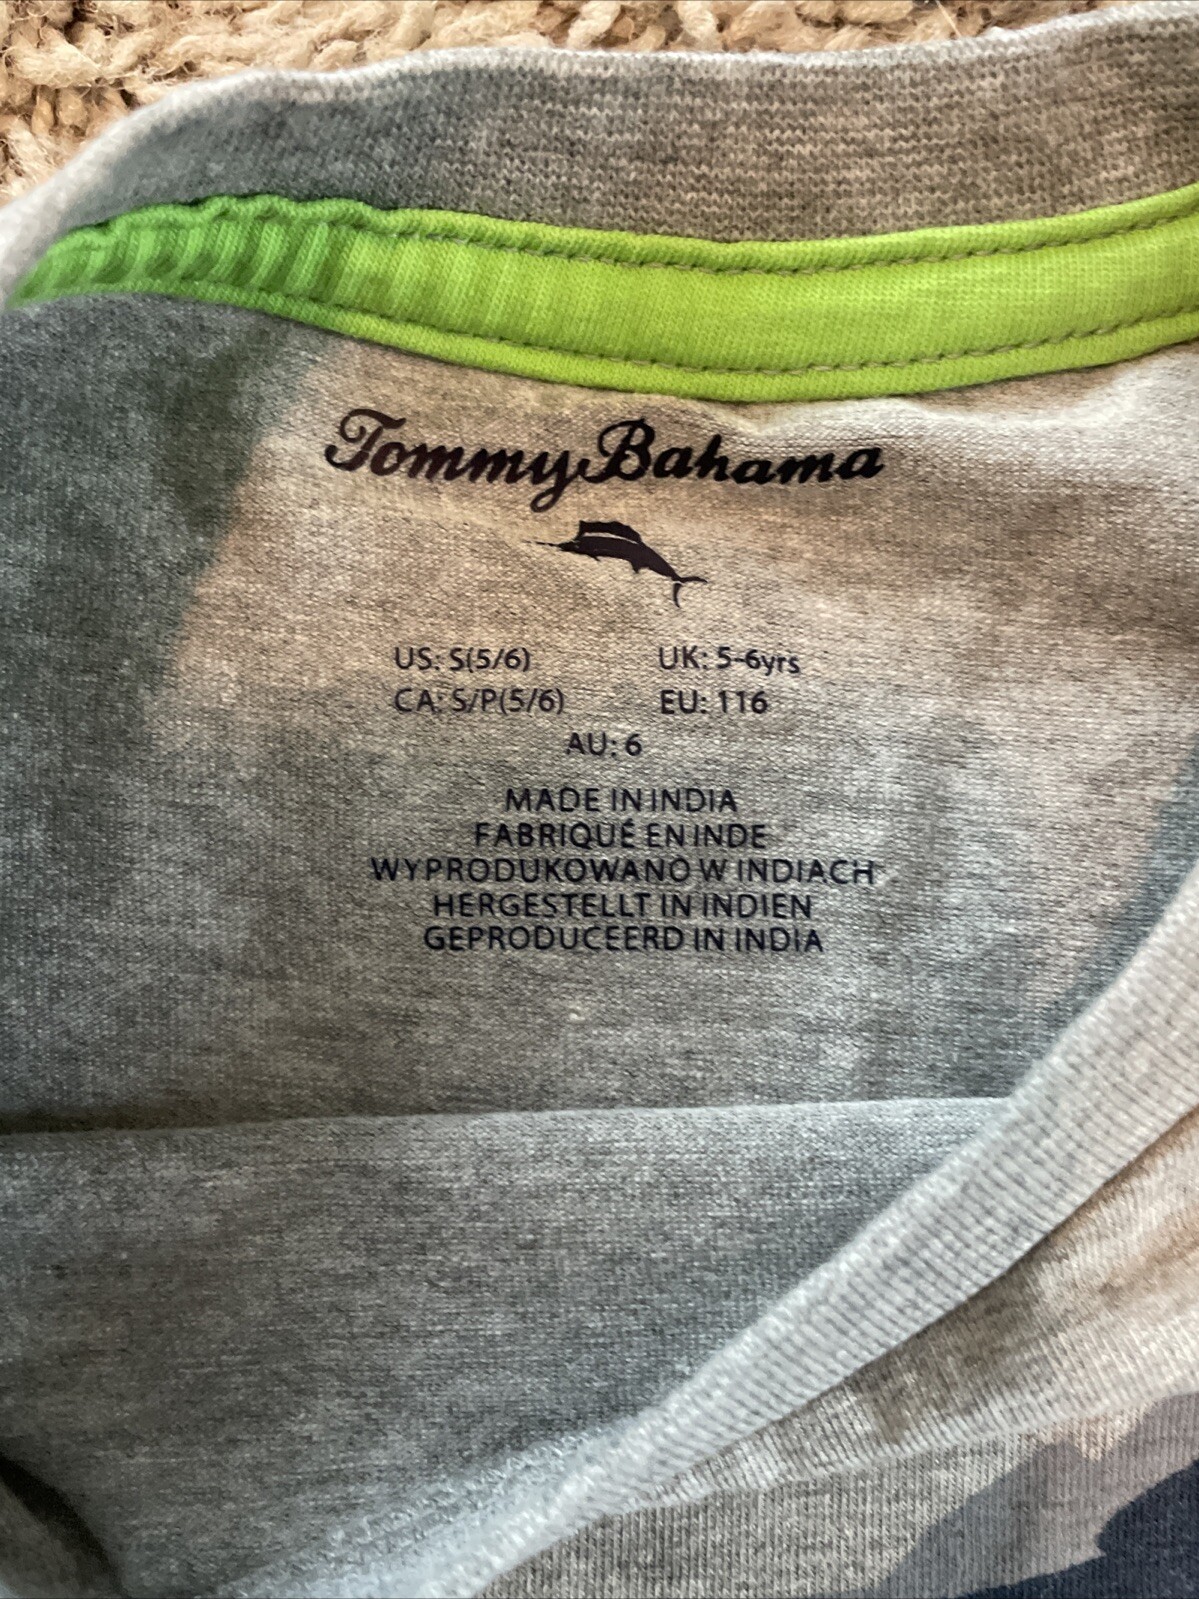 Tommy Bahama
US: S(5/6) UK: 5-6yrs
CA: S/P(5/6) EU: 116
AU: 6
MADE IN INDIA
FABRIQUÉ EN INDE
WYPRODUKOWANO W INDIACH
HERGESTELLT IN INDIEN
GEPRODUCEERD IN INDIA